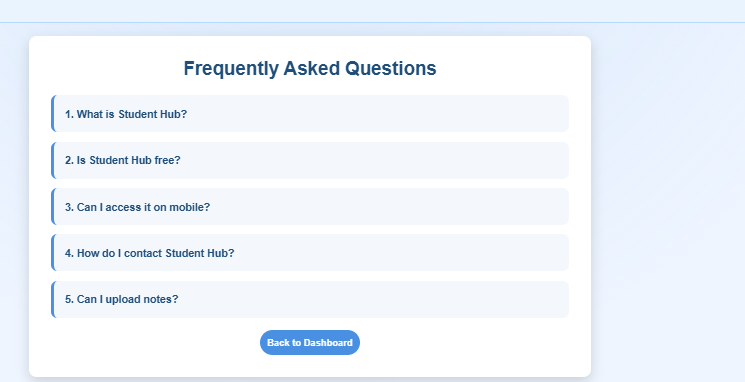 Frequently Asked Questions
1. What is Student Hub?
2. Is Student Hub free?
3. Can I access it on mobile?
4. How do I contact Student Hub?
5. Can I upload notes?
Back to Dashboard